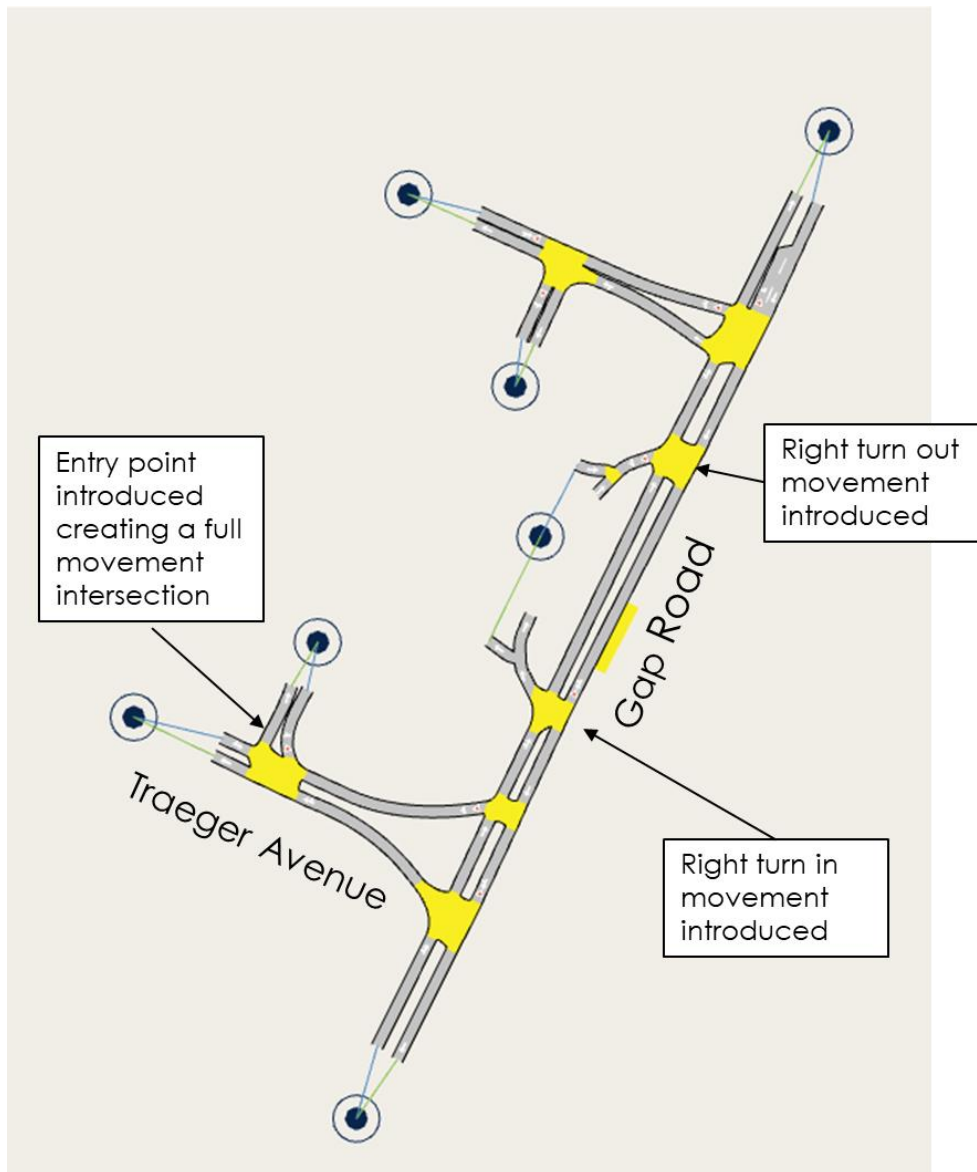 Entry point
introduced
creating a full
movement
intersection
Right turn out
movement
introduced
Gap Road
Traeger Avenue
Right turn in
movement
introduced